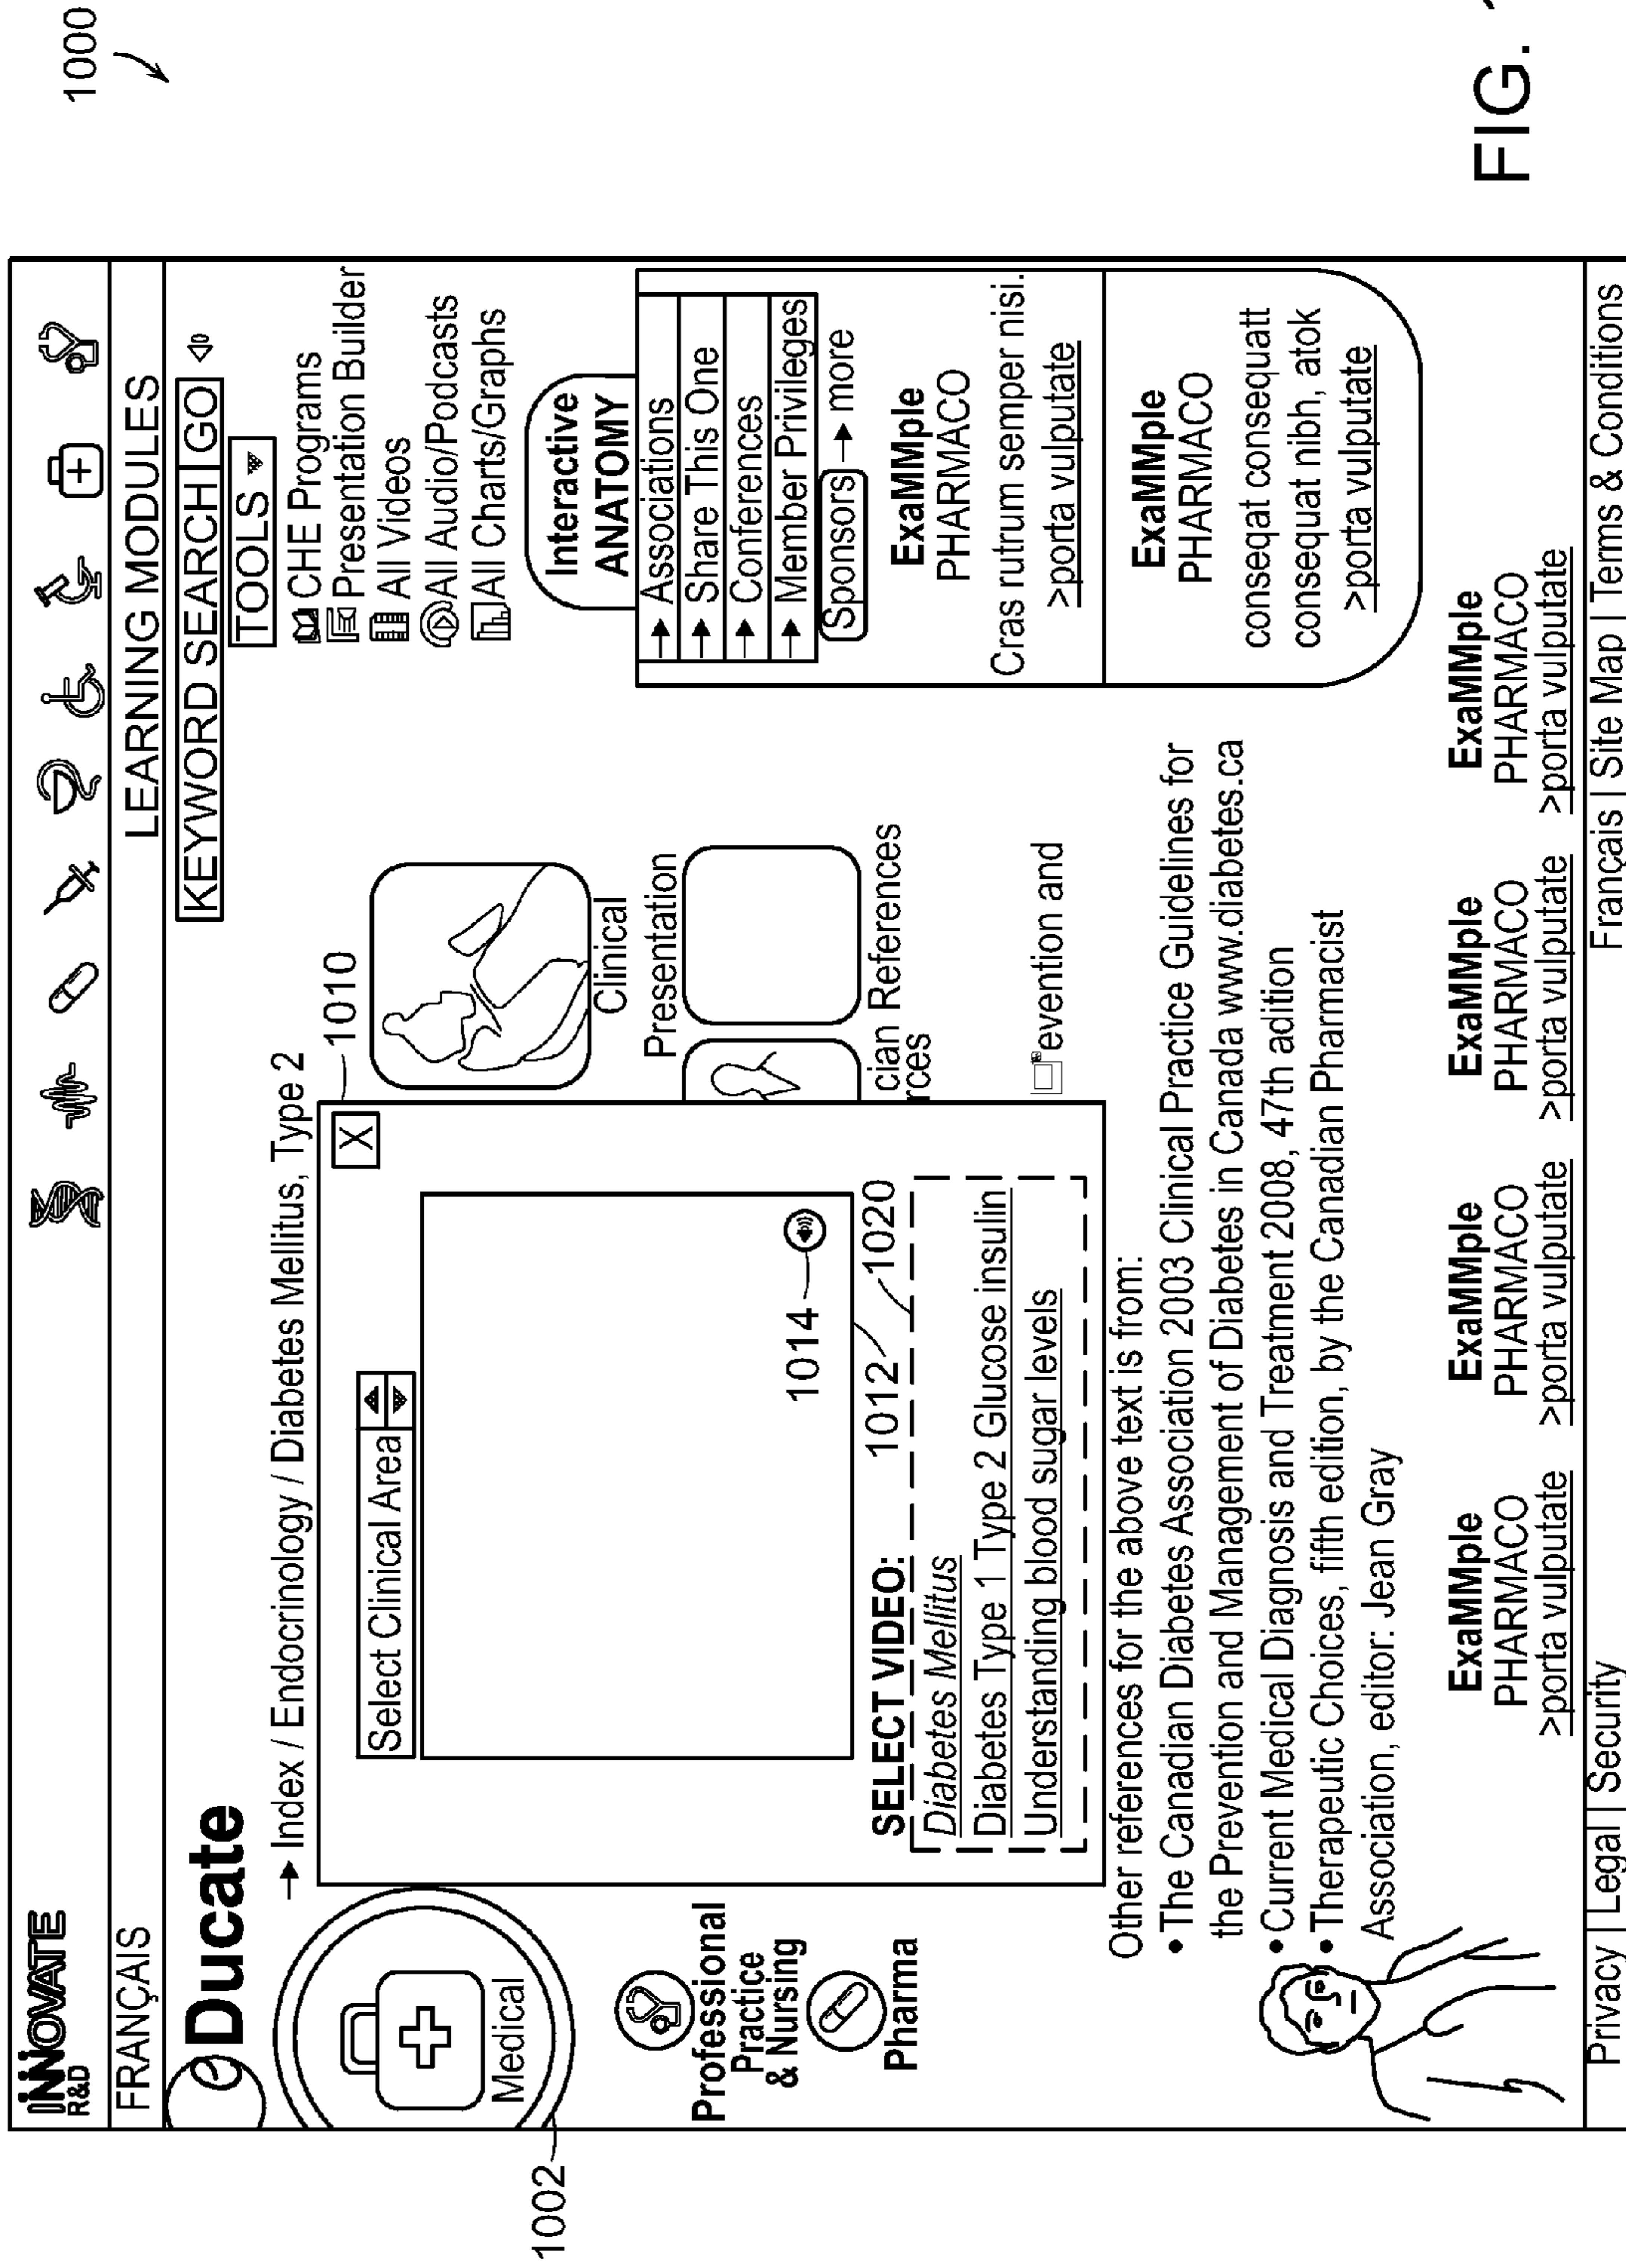 1000
iNNOVATE
R&D
FRANÇAIS
LEARNING MODULES
Ducate
KEYWORD SEARCH GO
TOOLS
CHE Programs
Presentation Builder
All Videos
All Audio/Podcasts
All Charts/Graphs
→ Index / Endocrinology / Diabetes Mellitus, Type 2
1010
Medical
1002
Professional
Practice
& Nursing
Pharma
Select Clinical Area
X
1014
1012
1020
SELECT VIDEO:
Diabetes Mellitus
Diabetes Type 1 Type 2 Glucose insulin
Understanding blood sugar levels
Clinical
Presentation
cian References
rces
evention and
Interactive
ANATOMY
→ Associations
→ Share This One
→ Conferences
→ Member Privileges
Sponsors → more
ExaMMple
PHARMACO
Cras rutrum semper nisi.
>porta vulputate
ExaMMple
PHARMACO
conseqat consequatt
consequat nibh, atok
>porta vulputate
Other references for the above text is from:
• The Canadian Diabetes Association 2003 Clinical Practice Guidelines for
the Prevention and Management of Diabetes in Canada www.diabetes.ca
• Current Medical Diagnosis and Treatment 2008, 47th adition
• Therapeutic Choices, fifth edition, by the Canadian Pharmacist
Association, editor: Jean Gray
ExaMMple
PHARMACO
>porta vulputate
ExaMMple
PHARMACO
>porta vulputate
ExaMMple
PHARMACO
>porta vulputate
ExaMMple
PHARMACO
>porta vulputate
Privacy | Legal | Security
Français | Site Map | Terms & Conditions
FIG.